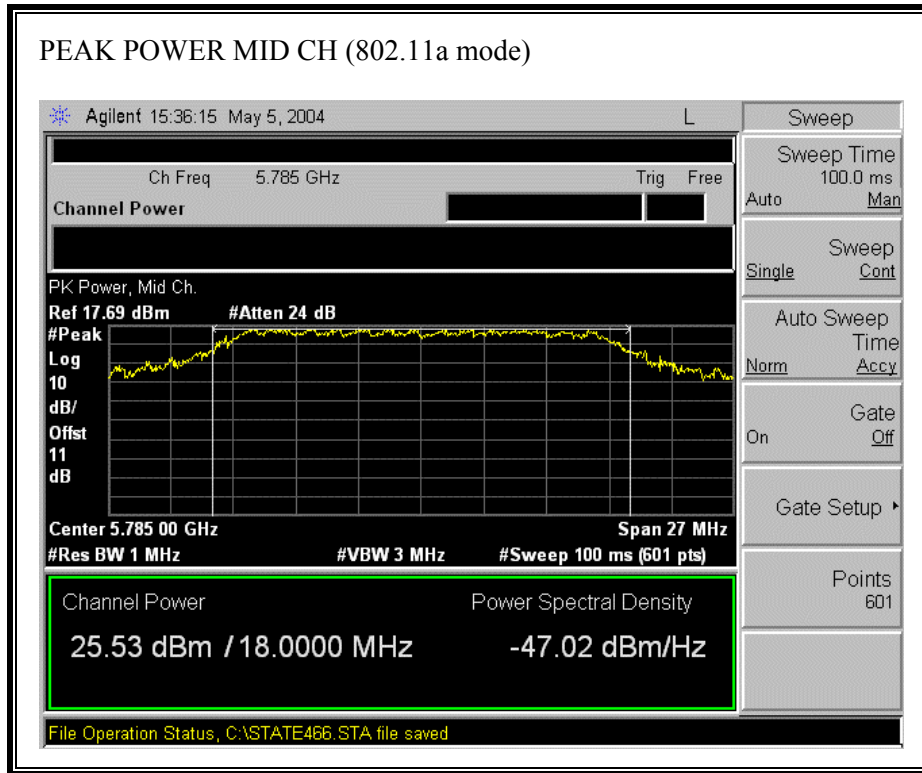 PEAK POWER MID CH (802.11a mode)
Agilent 15:36:15 May 5, 2004 L
Sweep
Ch Freq 5.785 GHz Trig Free
Channel Power
Sweep Time
100.0 ms
Auto Man
Sweep
Single Cont
PK Power, Mid Ch.
Ref 17.69 dBm #Atten 24 dB
#Peak
Log
10
dB/
Offst
11
dB
Auto Sweep
Time
Norm Accy
Gate
On Off
Gate Setup
Center 5.785 00 GHz Span 27 MHz
#Res BW 1 MHz #VBW 3 MHz #Sweep 100 ms (601 pts)
Points
601
Channel Power Power Spectral Density
25.53 dBm / 18.0000 MHz -47.02 dBm/Hz
File Operation Status, C:\STATE466.STA file saved